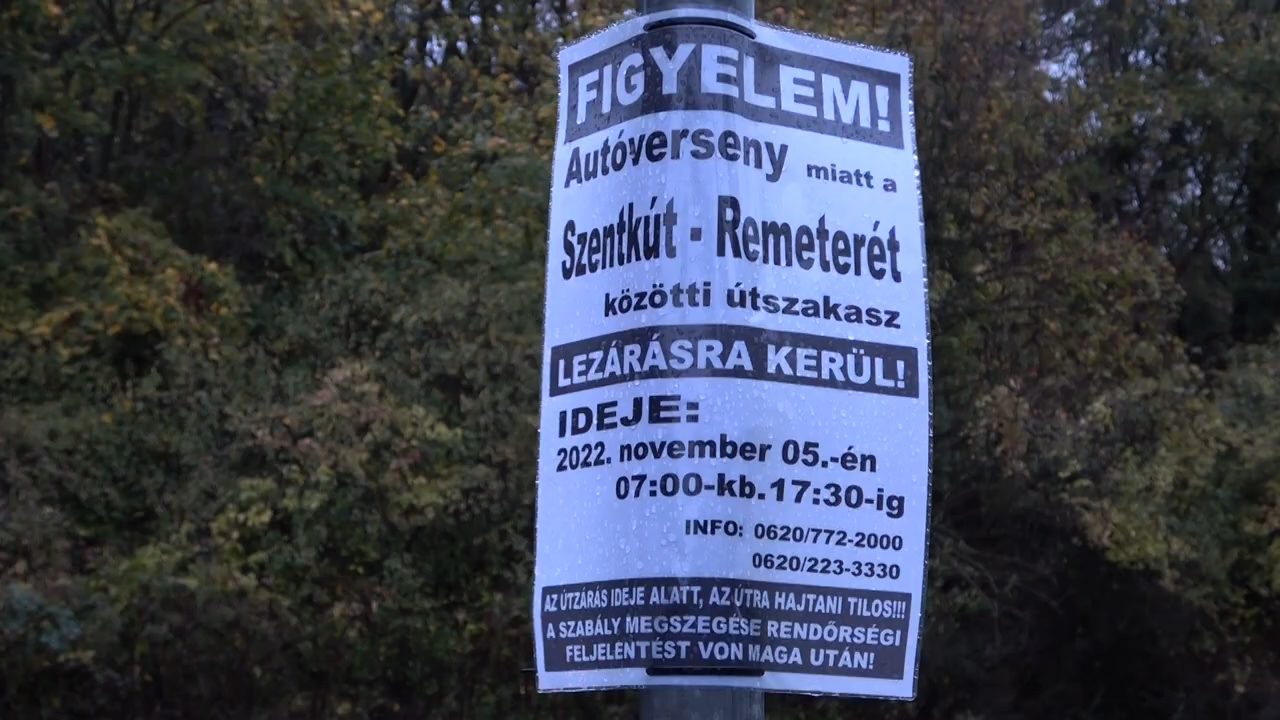 FIGYELEM!
Autóverseny miatt a
Szentkút - Remeterét
közötti útszakasz
LEZÁRÁSRA KERÜL!
IDEJE:
2022. november 05.-én
07:00-kb.17:30-ig
INFO: 0620/772-2000
0620/223-3330
AZ ÚTZÁRÁS IDEJE ALATT, AZ ÚTRA HAJTANI TILOS!!!
A SZABÁLY MEGSZEGÉSE RENDŐRSÉGI
FELJELENTÉST VON MAGA UTÁN!